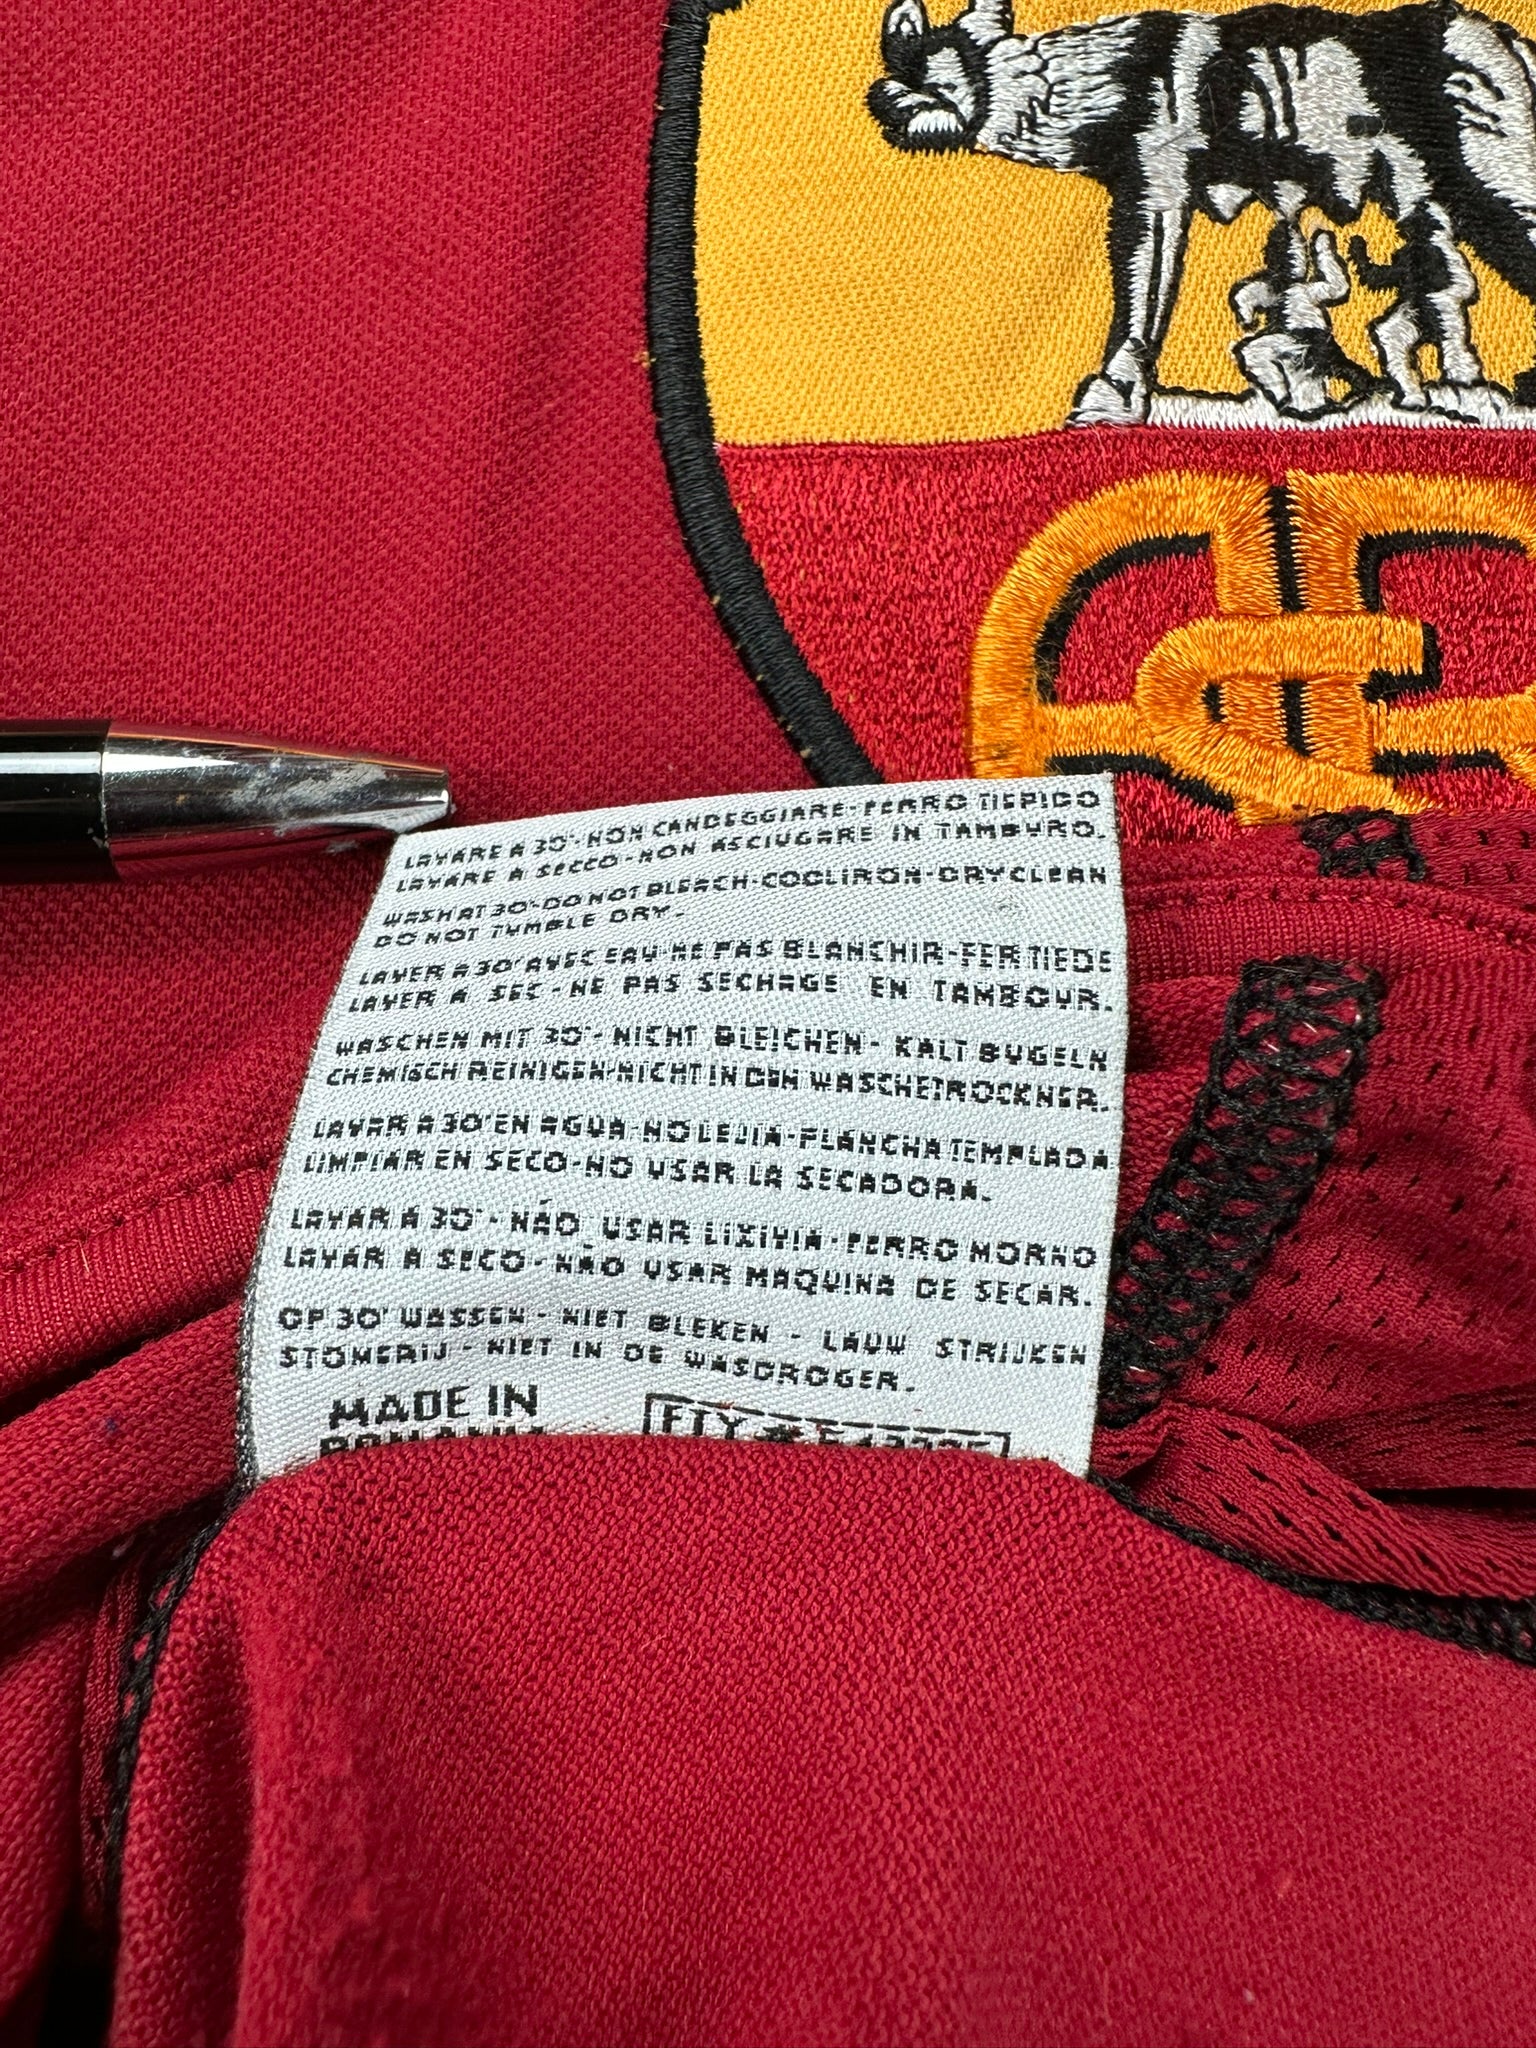 LAVARE A 30°-NON CANDEGGIARE-FERRO TIEPIDO
LAVARE A SECCO-NON ASCIUGARE IN TAMBURO.
WASH AT 30°-DO NOT BLEACH-COOL IRON-DRY CLEAN
DO NOT TUMBLE DRY.
LAVER A 30° AVEC EAU-NE PAS BLANCHIR-FER TIEDE
LAVER A SEC-NE PAS SECHAGE EN TAMBOUR.
WASCHEN MIT 30°- NICHT BLEICHEN- KALT BUGELN
CHEMISCH REINIGEN-NICHT IN DEN WASCHETROCKNER.
LAVAR A 30° EN AGUA-NO LEJIA-PLANCHA TEMPLADA
LIMPIAR EN SECO-NO USAR LA SECADORA.
LAVAR A 30°-NÃO USAR LIXIVIA-FERRO MORNO
LAVAR A SECO-NÃO USAR MAQUINA DE SECAR.
OP 30° WASSEN - NIET BLEKEN - LAUW STRIJKEN
STOMERIJ - NIET IN DE WASDROGER.
MADE IN
FTY